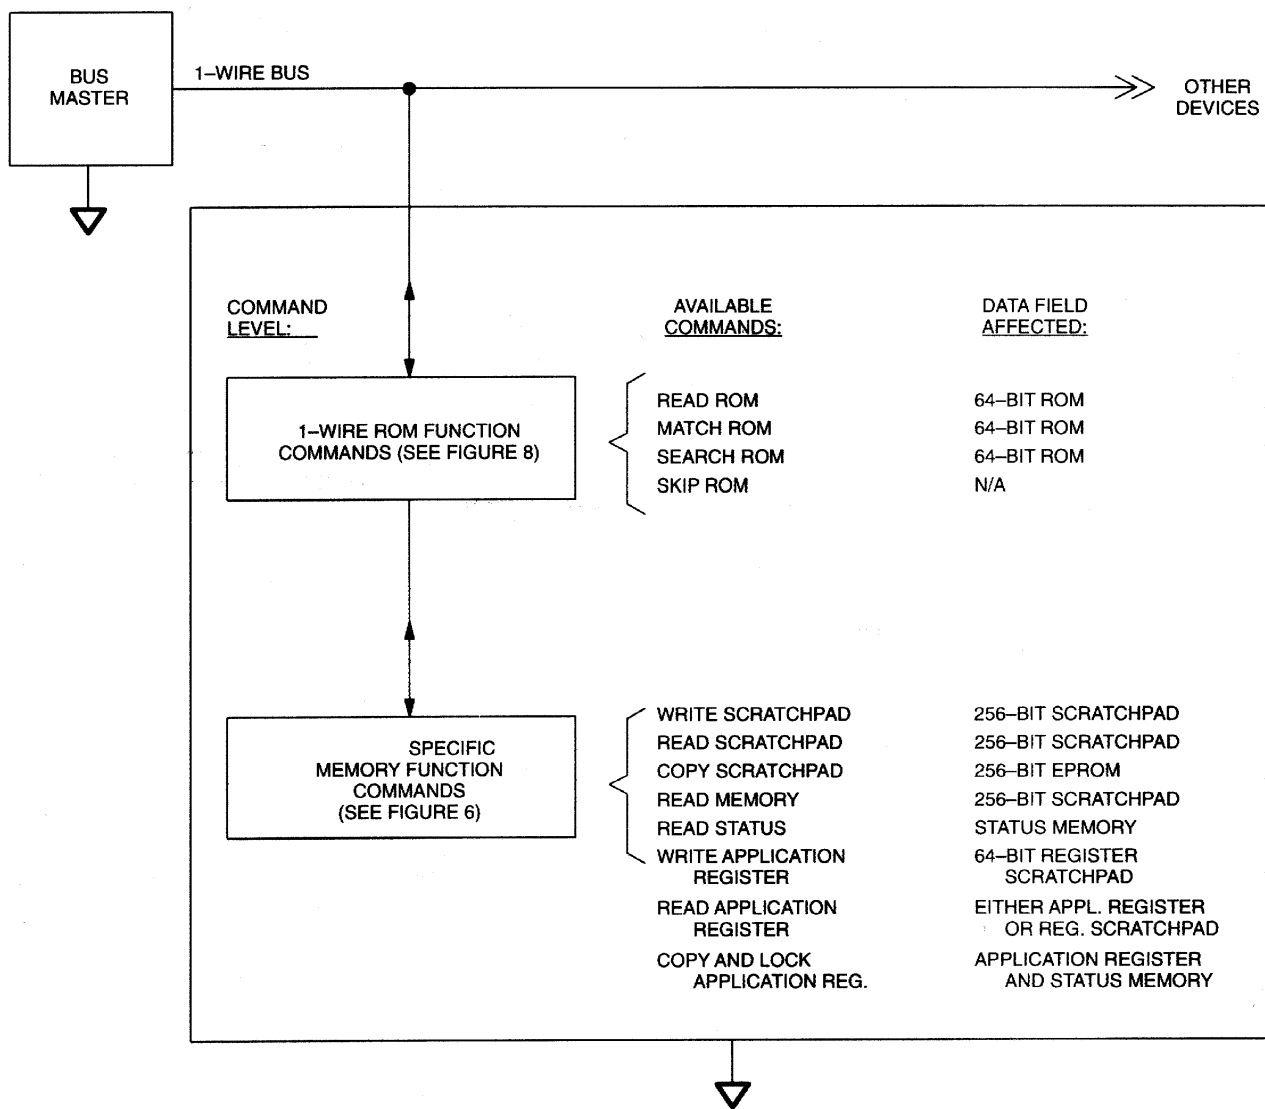 BUS
MASTER
1–WIRE BUS
OTHER
DEVICES
COMMAND
LEVEL:
AVAILABLE
COMMANDS:
DATA FIELD
AFFECTED:
1–WIRE ROM FUNCTION
COMMANDS (SEE FIGURE 8)
READ ROM 64–BIT ROM
MATCH ROM 64–BIT ROM
SEARCH ROM 64–BIT ROM
SKIP ROM N/A
SPECIFIC
MEMORY FUNCTION
COMMANDS
(SEE FIGURE 6)
WRITE SCRATCHPAD 256–BIT SCRATCHPAD
READ SCRATCHPAD 256–BIT SCRATCHPAD
COPY SCRATCHPAD 256–BIT EPROM
READ MEMORY 256–BIT SCRATCHPAD
READ STATUS STATUS MEMORY
WRITE APPLICATION 64–BIT REGISTER
REGISTER SCRATCHPAD
READ APPLICATION EITHER APPL. REGISTER
REGISTER OR REG. SCRATCHPAD
COPY AND LOCK APPLICATION REGISTER
APPLICATION REG. AND STATUS MEMORY